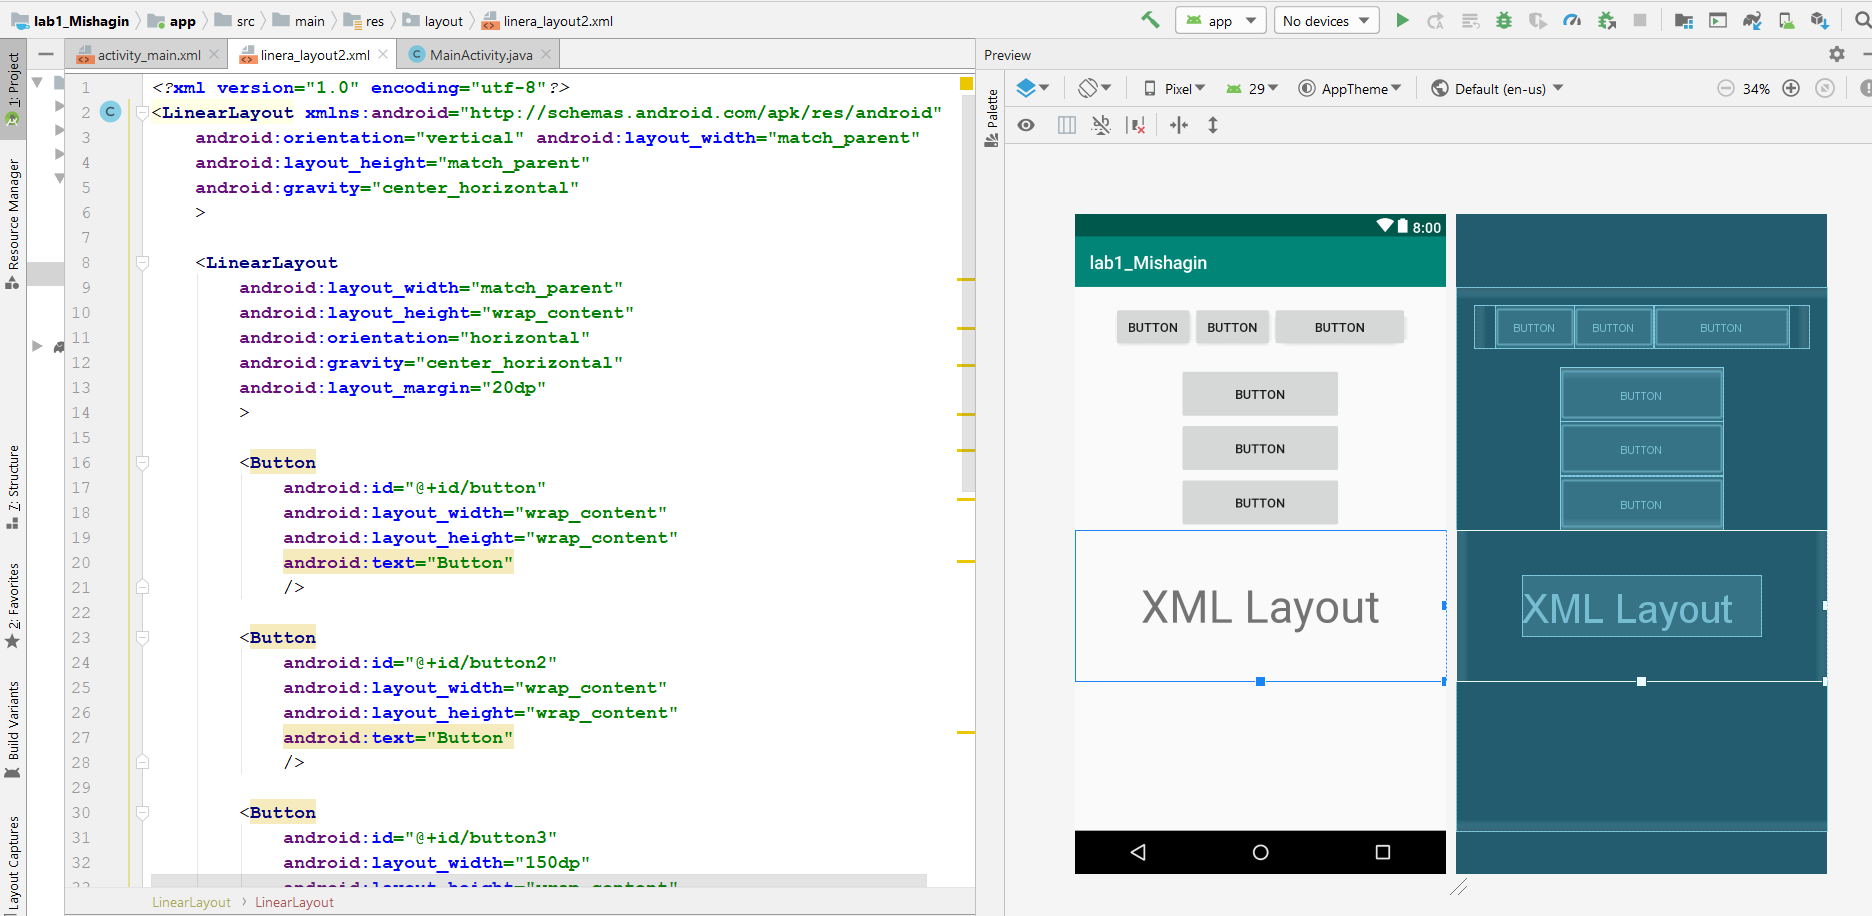 lab1_Mishagin app src main res layout linera_layout2.xml app No devices
activity_main.xml linera_layout2.xml MainActivity.java Preview
1: Project
Resource Manager
7: Structure
2: Favorites
Build Variants
Layout Captures
1 <?xml version="1.0" encoding="utf-8"?>
2 <LinearLayout xmlns:android="http://schemas.android.com/apk/res/android"
3 android:orientation="vertical" android:layout_width="match_parent"
4 android:layout_height="match_parent"
5 android:gravity="center_horizontal"
6 >
7
8 <LinearLayout
9 android:layout_width="match_parent"
10 android:layout_height="wrap_content"
11 android:orientation="horizontal"
12 android:gravity="center_horizontal"
13 android:layout_margin="20dp"
14 >
15
16 <Button
17 android:id="@+id/button"
18 android:layout_width="wrap_content"
19 android:layout_height="wrap_content"
20 android:text="Button"
21 />
22
23 <Button
24 android:id="@+id/button2"
25 android:layout_width="wrap_content"
26 android:layout_height="wrap_content"
27 android:text="Button"
28 />
29
30 <Button
31 android:id="@+id/button3"
32 android:layout_width="150dp"
33 android:layout_height="wrap_content"
LinearLayout › LinearLayout
Palette
Pixel 29 AppTheme Default (en-us) 34%
8:00
lab1_Mishagin
BUTTON BUTTON BUTTON
BUTTON
BUTTON
BUTTON
XML Layout
BUTTON BUTTON BUTTON
BUTTON
BUTTON
BUTTON
XML Layout